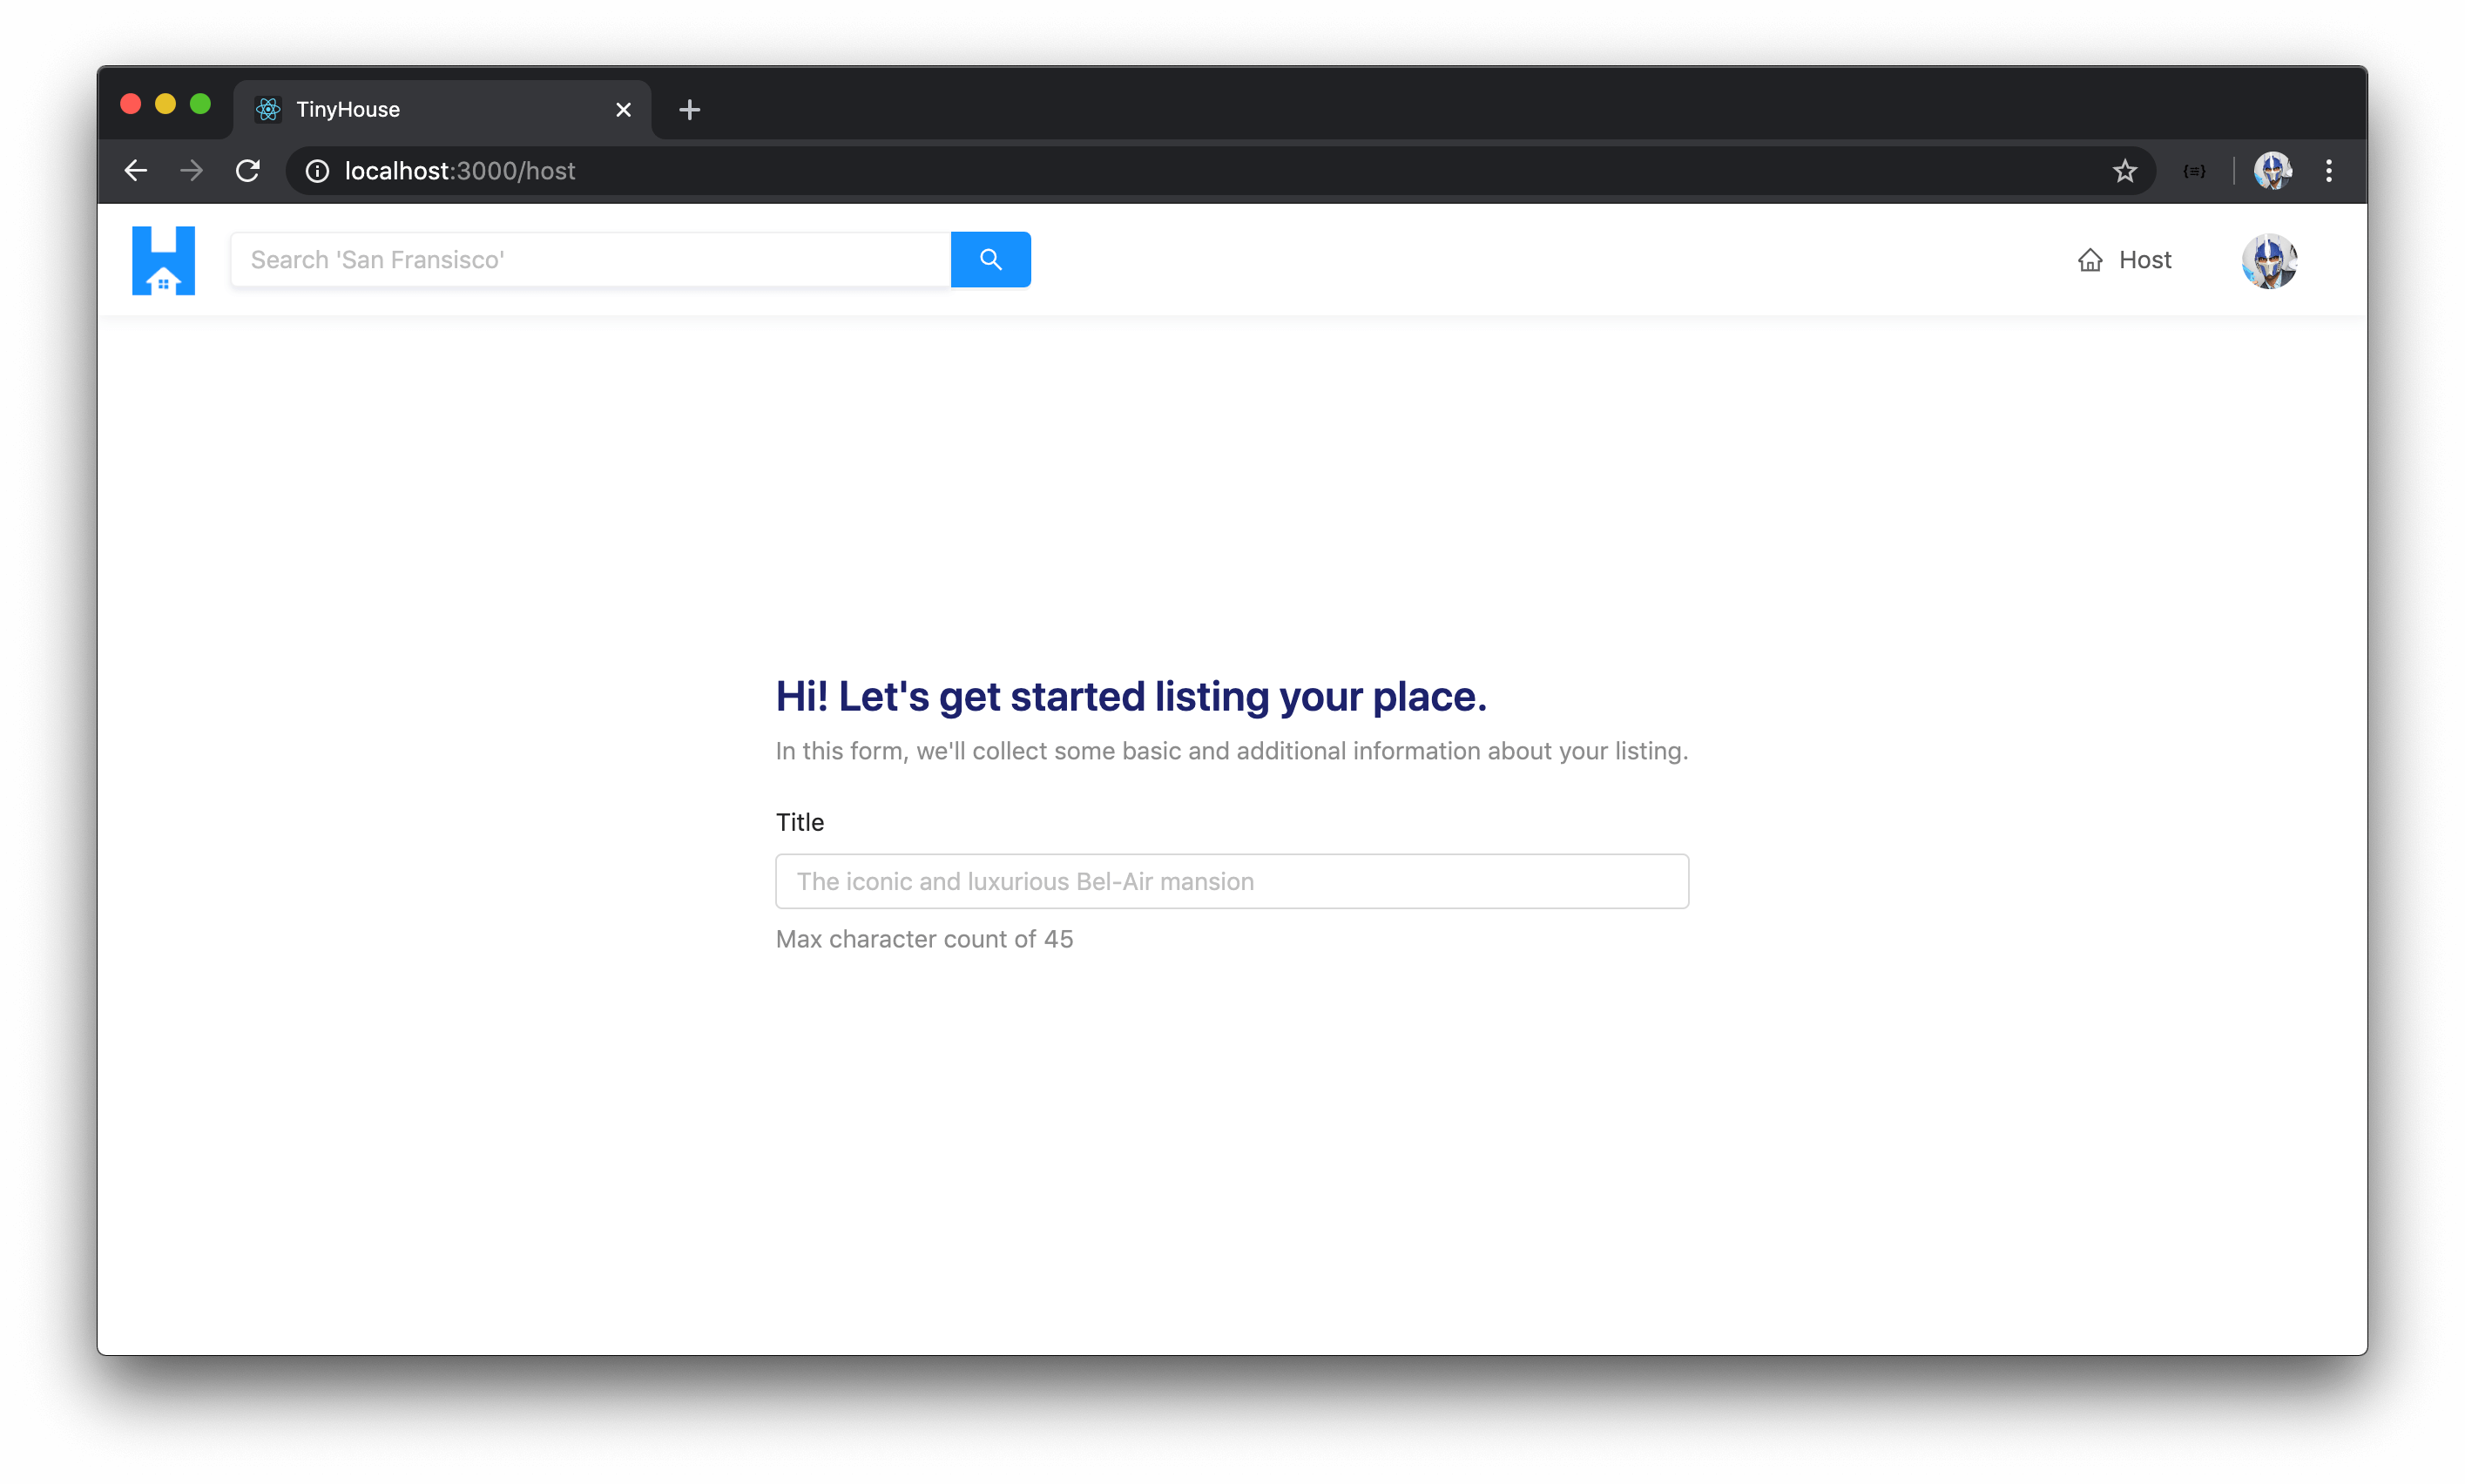 TinyHouse
localhost:3000/host
Search 'San Fransisco'
Host
Hi! Let's get started listing your place.
In this form, we'll collect some basic and additional information about your listing.
Title
The iconic and luxurious Bel-Air mansion
Max character count of 45